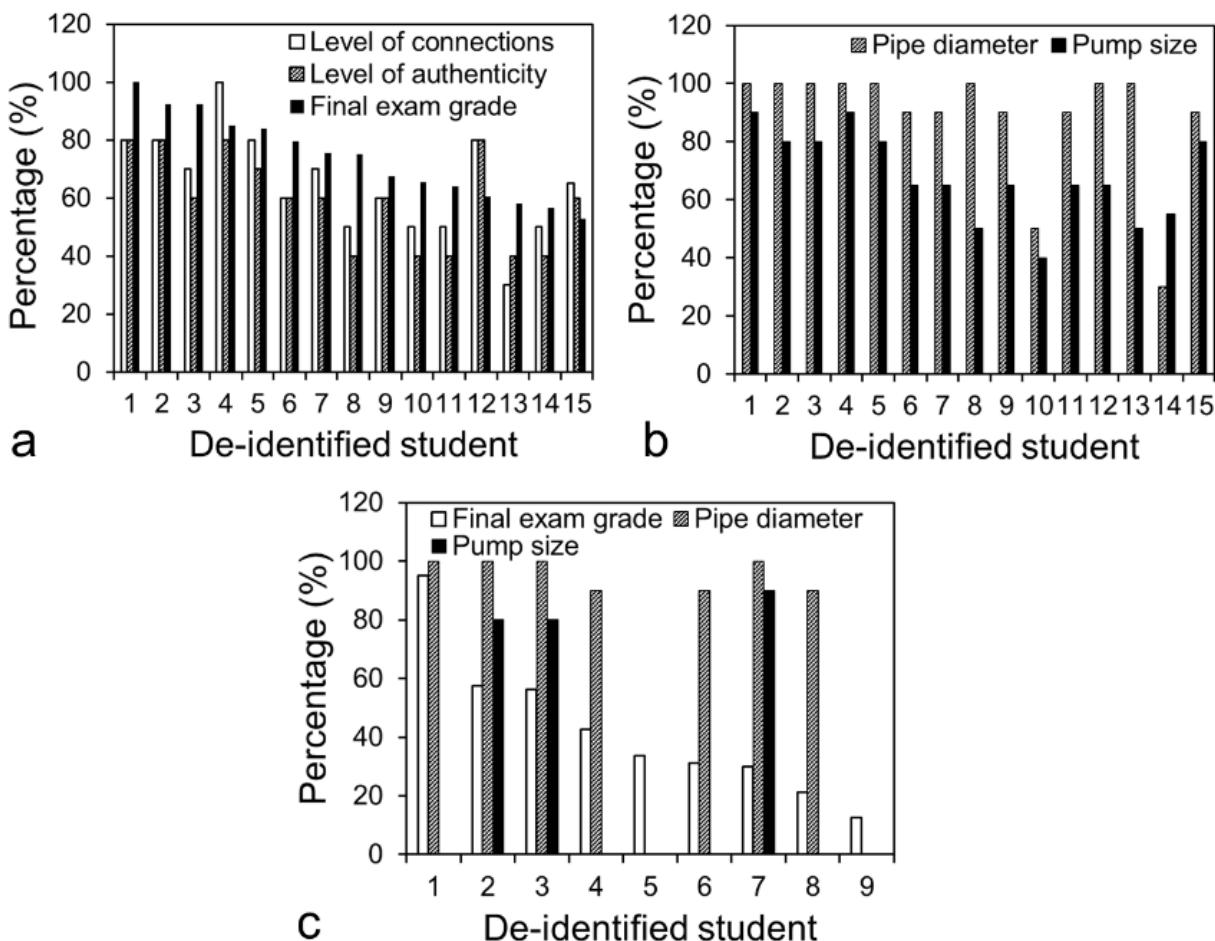 120
100
80
60
40
20
0
Percentage (%)
Level of connections
Level of authenticity
Final exam grade
1 2 3 4 5 6 7 8 9 10 11 12 13 14 15
De-identified student
a
120
100
80
60
40
20
0
Percentage (%)
Pipe diameter Pump size
1 2 3 4 5 6 7 8 9 10 11 12 13 14 15
De-identified student
b
120
100
80
60
40
20
0
Percentage (%)
Final exam grade Pipe diameter
Pump size
1 2 3 4 5 6 7 8 9
De-identified student
c